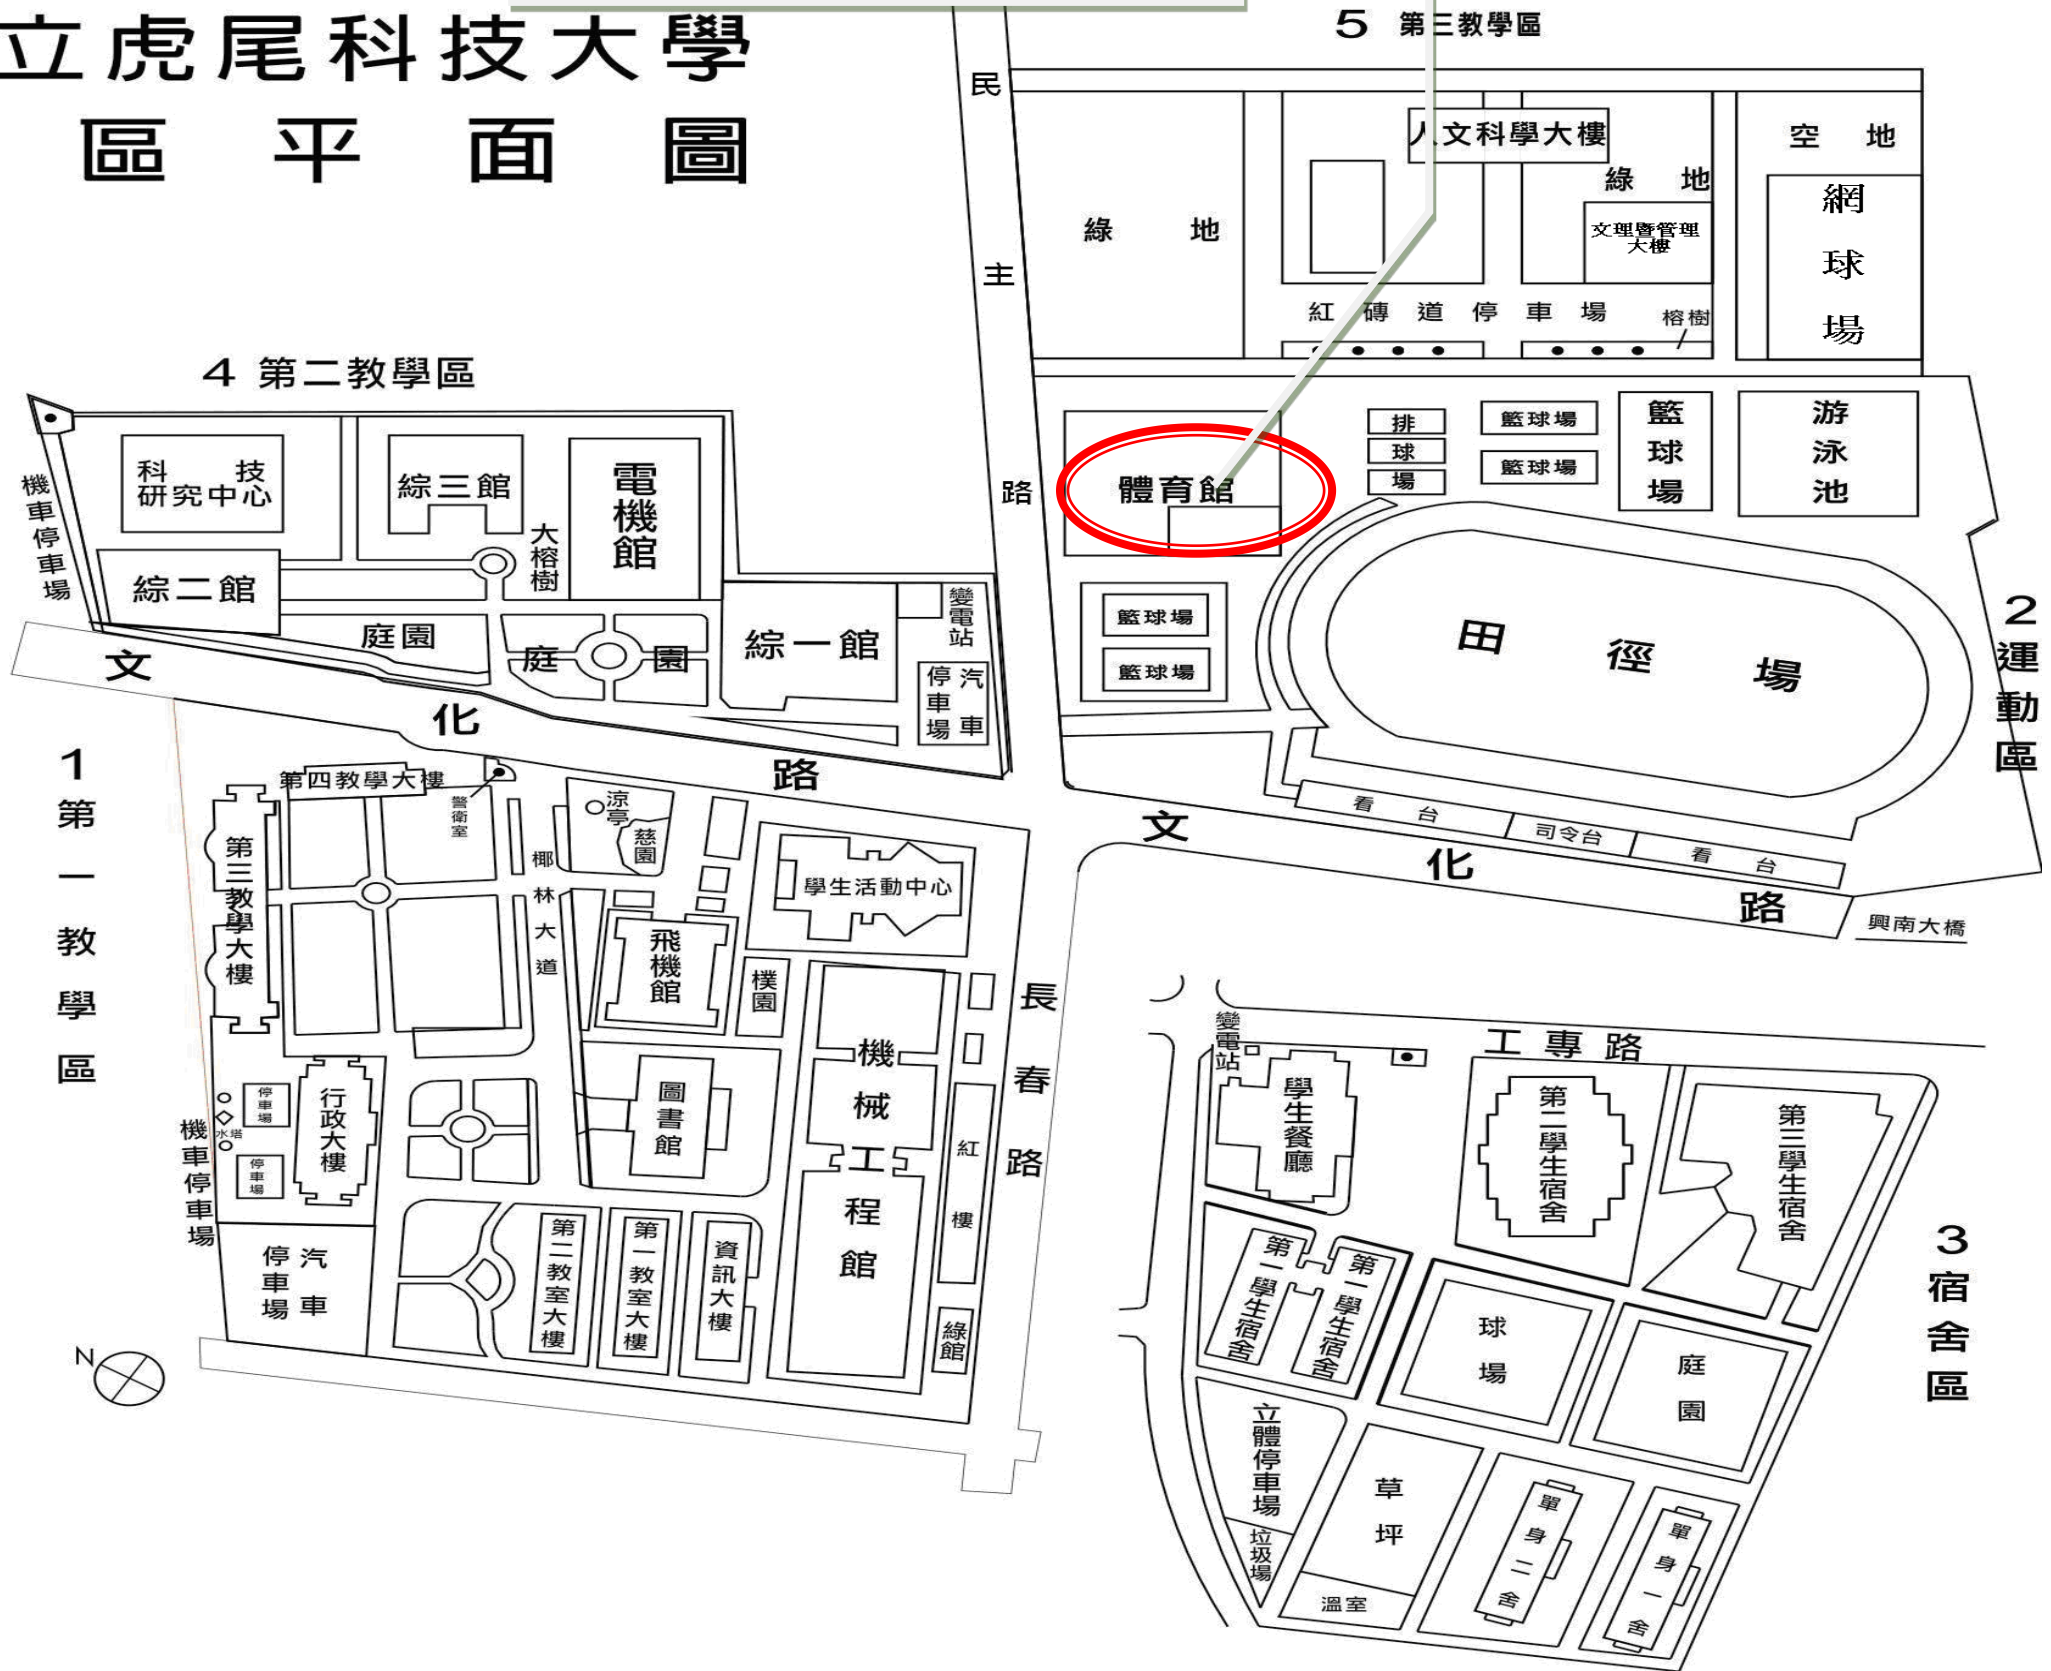 立虎尾科技大學
區平面圖
5 第三教學區
民主路
人文科學大樓
空地
綠地
綠地
文理暨管理
大樓
網球場
紅磚道停車場
榕樹
4 第二教學區
機車停車場
科技
研究中心
綜三館
電機館
大榕樹
綜二館
庭園
庭園
綜一館
變電站
汽車
停車場
體育館
排球場
籃球場
籃球場
籃球場
游泳池
籃球場
籃球場
田徑場
2 運動區
看台
司令台
看台
文化路
文化路
興南大橋
1 第一教學區
第四教學大樓
警衛室
涼亭
慈園
第三教學大樓
椰林大道
學生活動中心
飛機館
樸園
長春路
機械工程館
圖書館
紅樓
停車場
水塔
停車場
行政大樓
機車停車場
汽車
停車場
第二教室大樓
第一教室大樓
資訊大樓
綠館
N
工專路
變電站
學生餐廳
第二學生宿舍
第三學生宿舍
3 宿舍區
第一學生宿舍
第一學生宿舍
球場
庭園
立體停車場
草坪
垃圾場
溫室
單身二舍
單身一舍